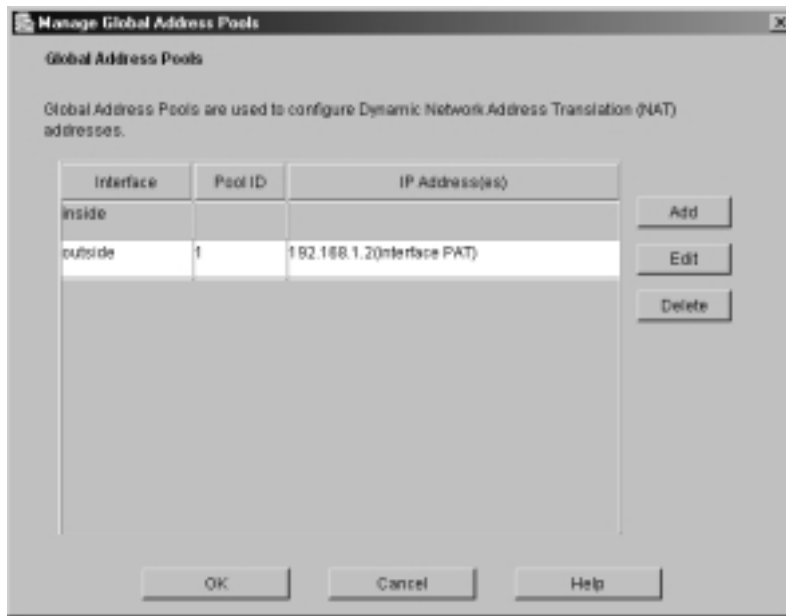 Manage Global Address Pools
Global Address Pools
Global Address Pools are used to configure Dynamic Network Address Translation (NAT)
addresses.
Interface Pool ID IP Address(es)
inside
outside 1 192.168.1.2(interface PAT)
Add
Edit
Delete
OK Cancel Help